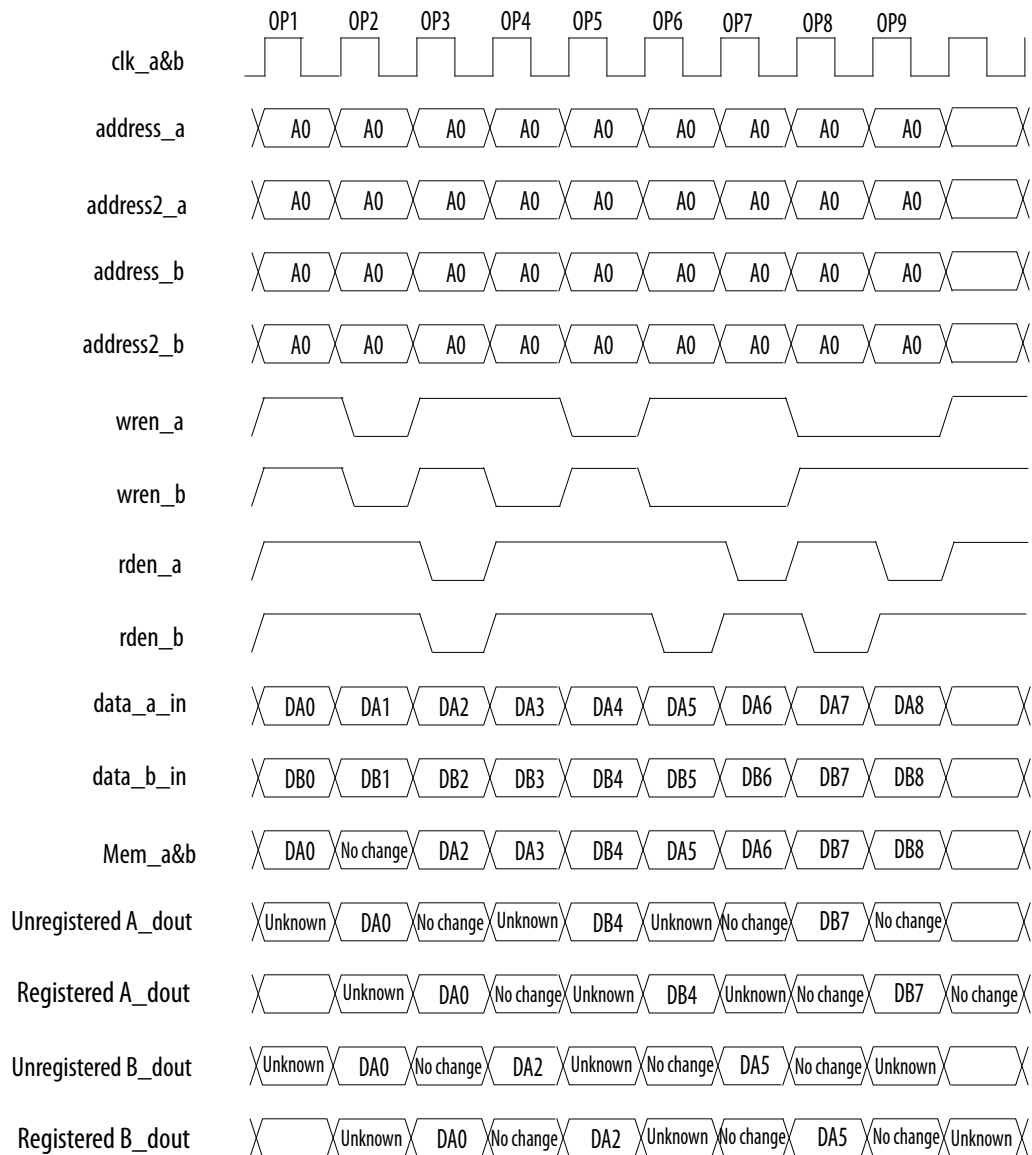 OP1 OP2 OP3 OP4 OP5 OP6 OP7 OP8 OP9
clk_a&b
address_a A0 A0 A0 A0 A0 A0 A0 A0 A0
address2_a A0 A0 A0 A0 A0 A0 A0 A0 A0
address_b A0 A0 A0 A0 A0 A0 A0 A0 A0
address2_b A0 A0 A0 A0 A0 A0 A0 A0 A0
wren_a
wren_b
rden_a
rden_b
data_a_in DA0 DA1 DA2 DA3 DA4 DA5 DA6 DA7 DA8
data_b_in DB0 DB1 DB2 DB3 DB4 DB5 DB6 DB7 DB8
Mem_a&b DA0 No change DA2 DA3 DB4 DA5 DA6 DB7 DB8
Unregistered A_dout Unknown DA0 No change Unknown DB4 Unknown No change DB7 No change
Registered A_dout Unknown DA0 No change Unknown DB4 Unknown No change DB7 No change
Unregistered B_dout Unknown DA0 No change DA2 Unknown No change DA5 No change Unknown
Registered B_dout Unknown DA0 No change DA2 Unknown No change DA5 No change Unknown